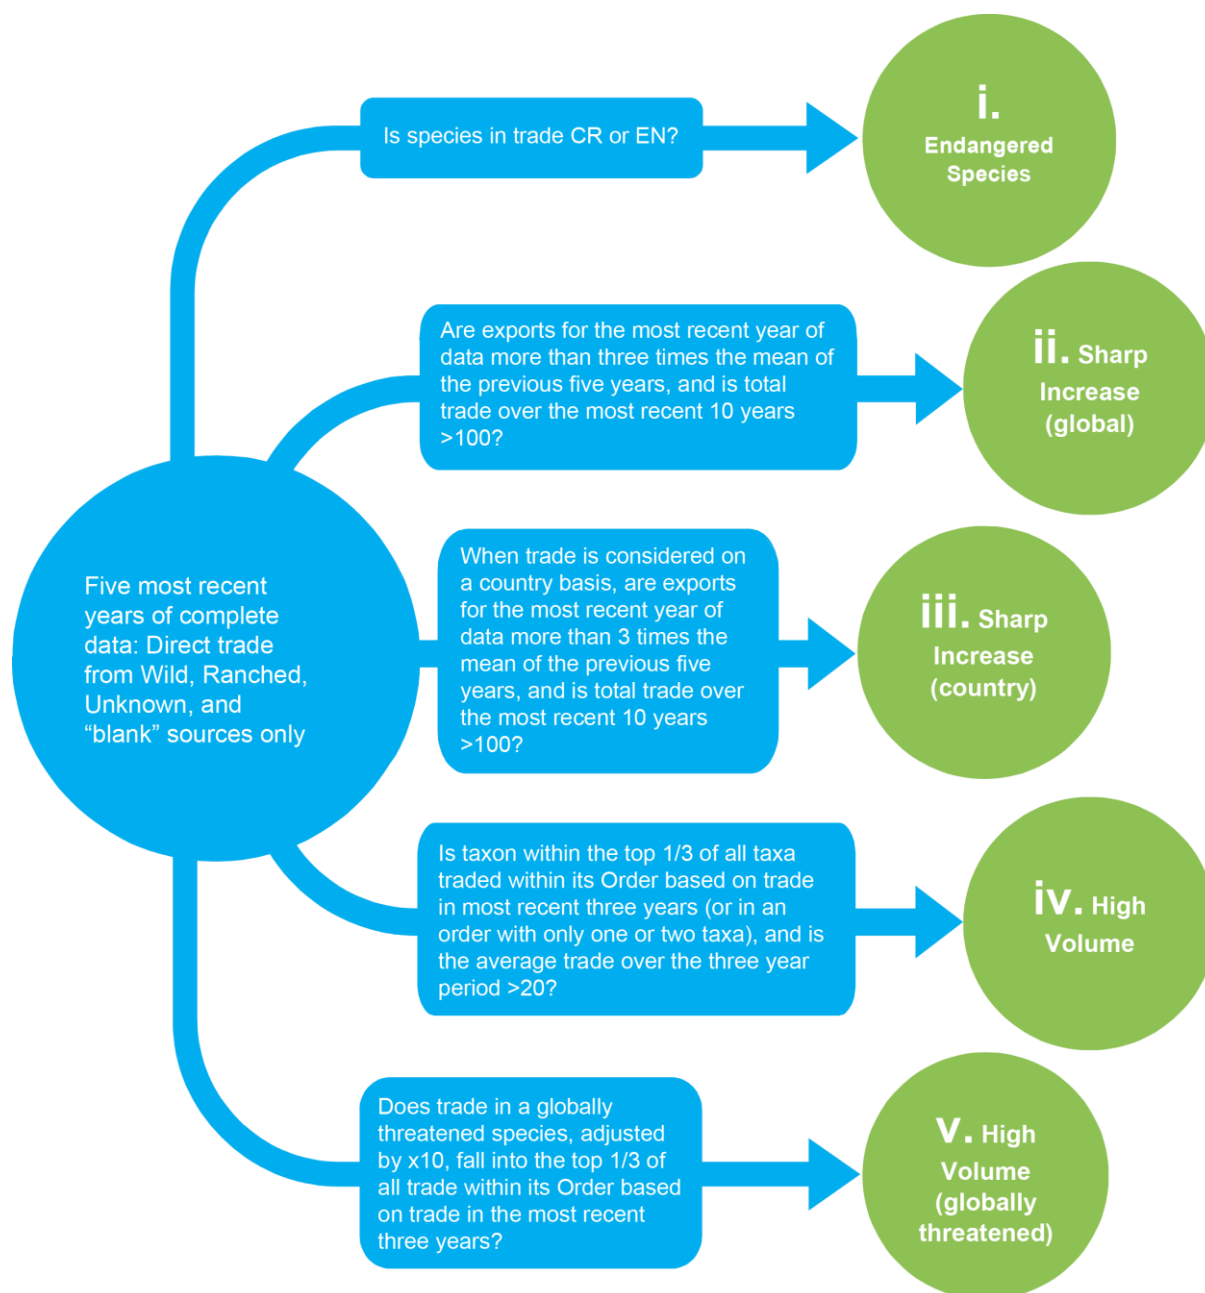 Is species in trade CR or EN?
i.
Endangered
Species
Are exports for the most recent year of
data more than three times the mean of
the previous five years, and is total
trade over the most recent 10 years
>100?
ii. Sharp
Increase
(global)
Five most recent
years of complete
data: Direct trade
from Wild, Ranched,
Unknown, and
“blank” sources only
When trade is considered on
a country basis, are exports
for the most recent year of
data more than 3 times the
mean of the previous five
years, and is total trade over
the most recent 10 years
>100?
iii. Sharp
Increase
(country)
Is taxon within the top 1/3 of all taxa
traded within its Order based on trade
in most recent three years (or in an
order with only one or two taxa), and is
the average trade over the three year
period >20?
iv. High
Volume
Does trade in a globally
threatened species, adjusted
by x10, fall into the top 1/3 of
all trade within its Order based
on trade in the most recent
three years?
v. High
Volume
(globally
threatened)